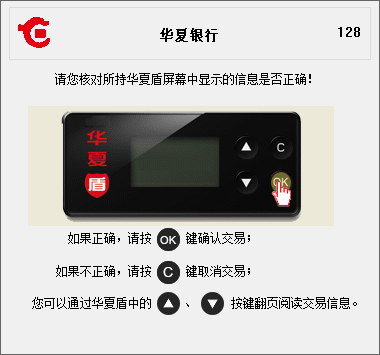 华夏银行
128
请您核对所持华夏盾屏幕中显示的信息是否正确！
华夏
盾
C
OK
如果正确，请按 OK 键确认交易；
如果不正确，请按 C 键取消交易；
您可以通过华夏盾中的 ▲ 、 ▼ 按键翻页阅读交易信息。